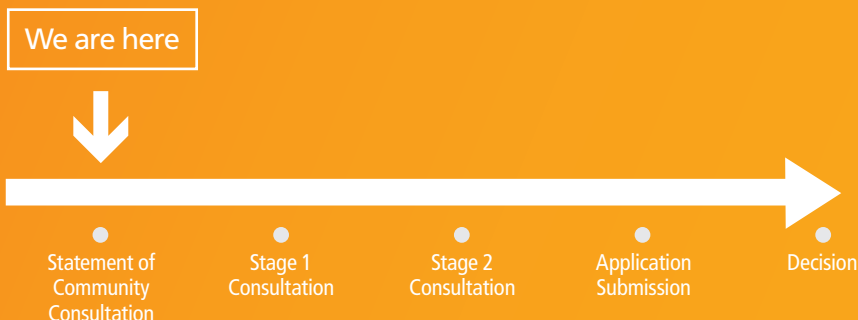 We are here
Statement of
Community
Consultation
Stage 1
Consultation
Stage 2
Consultation
Application
Submission
Decision